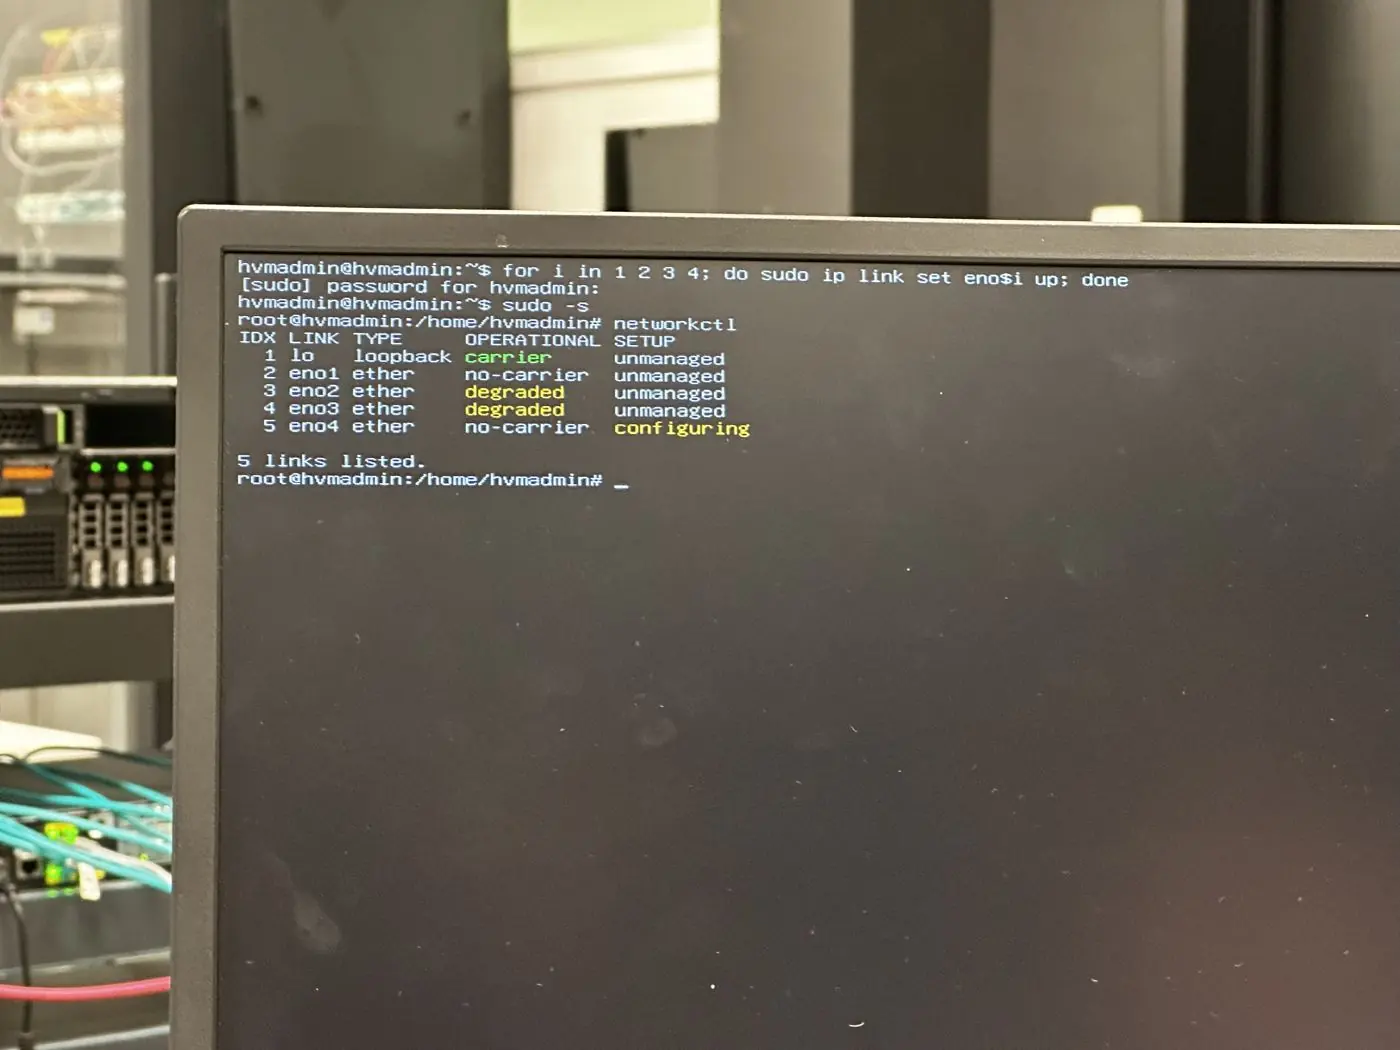 hvmadmin@hvmadmin:~$ for i in 1 2 3 4; do sudo ip link set eno$i up; done
[sudo] password for hvmadmin:
hvmadmin@hvmadmin:~$ sudo -s
root@hvmadmin:/home/hvmadmin# networkctl
IDX LINK TYPE     OPERATIONAL SETUP
  1 lo   loopback carrier     unmanaged
  2 eno1 ether    no-carrier  unmanaged
  3 eno2 ether    degraded    unmanaged
  4 eno3 ether    degraded    unmanaged
  5 eno4 ether    no-carrier  configuring

5 links listed.
root@hvmadmin:/home/hvmadmin# _